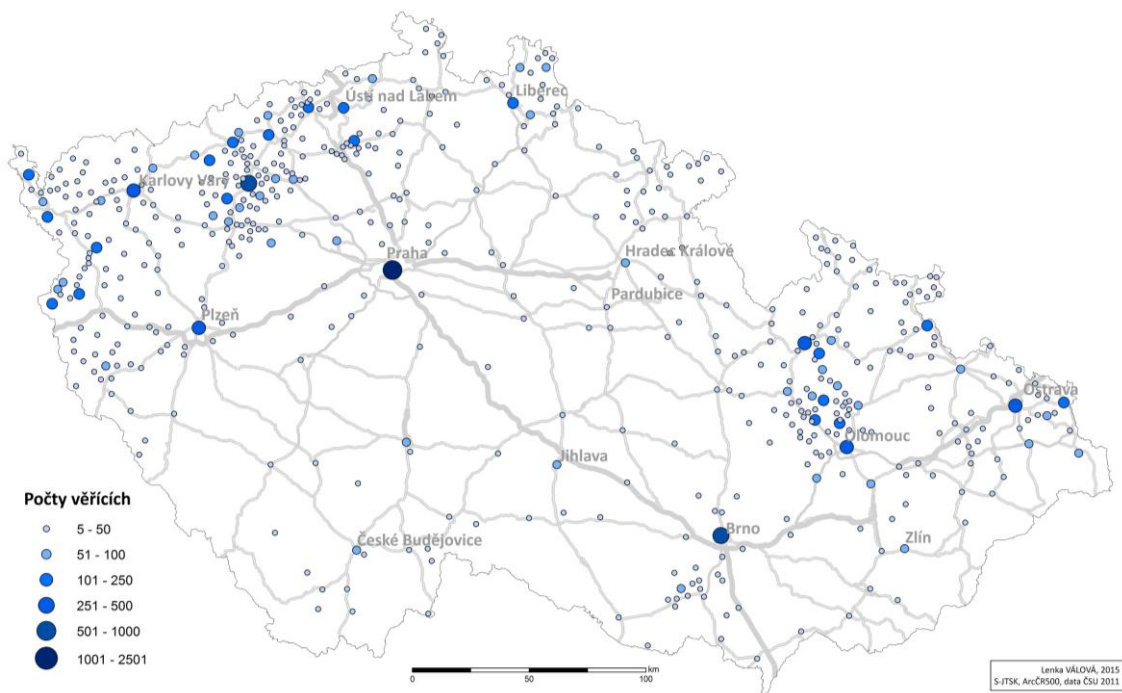 Ústí nad Labem
Liberec
Karlovy Vary
Praha
Hradec Králové
Pardubice
Plzeň
Ostrava
Olomouc
Jihlava
Brno
Zlín
České Budějovice
Počty věřících
5 - 50
51 - 100
101 - 250
251 - 500
501 - 1000
1001 - 2501
km
0 50 100
Lenka VÁLOVÁ, 2015
S-JTSK, ArcČR500, data ČSU 2011